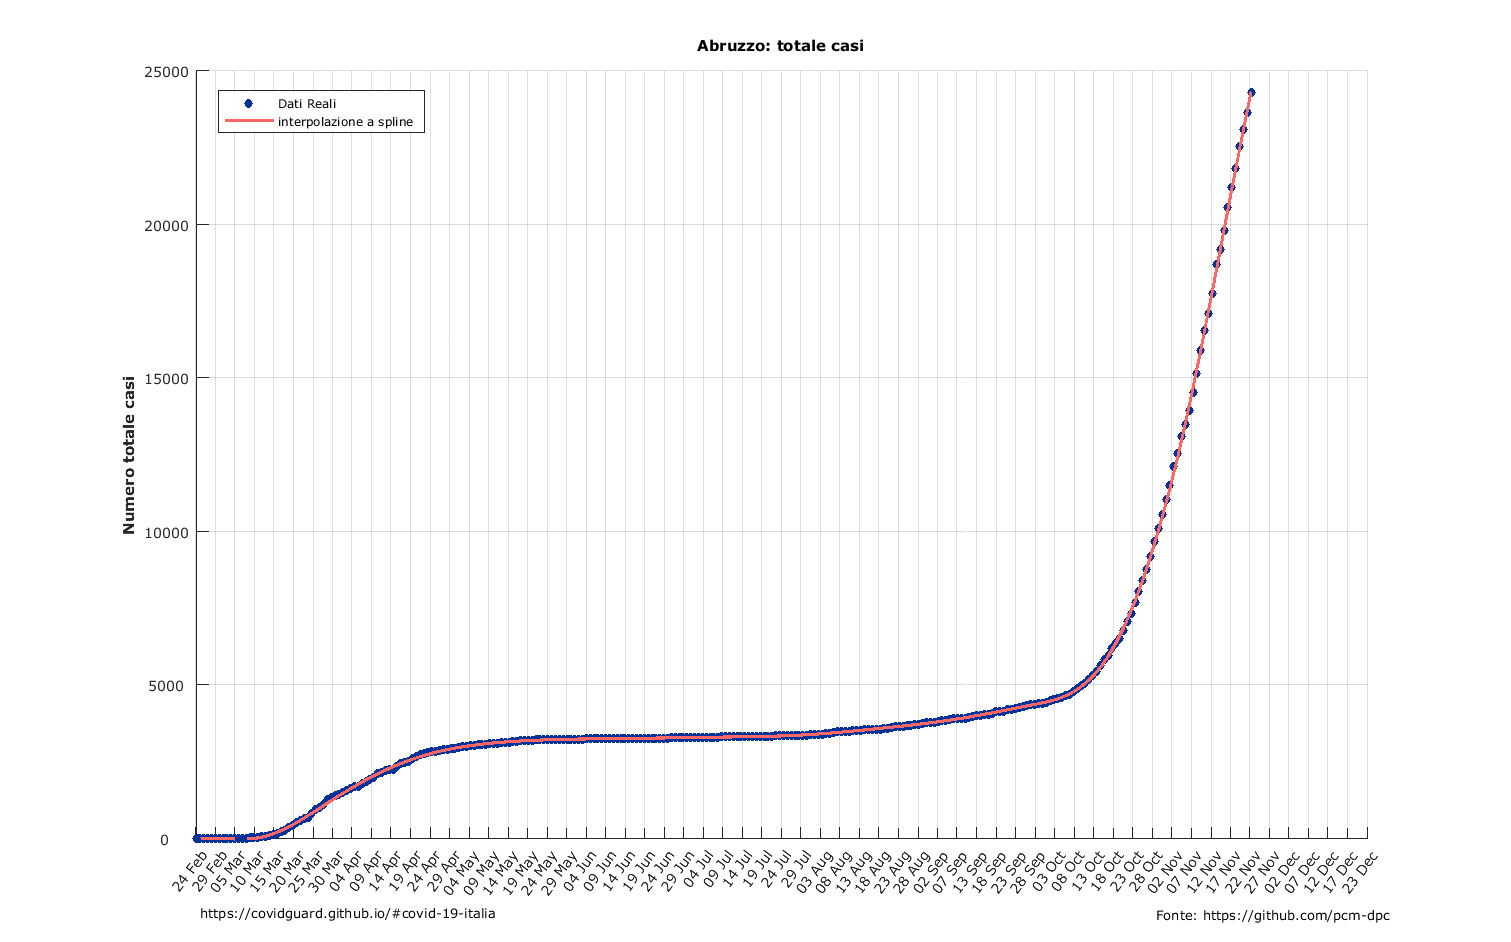 Abruzzo: totale casi
25000
20000
15000
10000
5000
0
Numero totale casi
Dati Reali
interpolazione a spline
24 Feb
29 Feb
05 Mar
10 Mar
15 Mar
20 Mar
25 Mar
30 Mar
04 Apr
09 Apr
14 Apr
19 Apr
24 Apr
29 Apr
04 May
09 May
14 May
19 May
24 May
29 May
04 Jun
09 Jun
14 Jun
19 Jun
24 Jun
29 Jun
04 Jul
09 Jul
14 Jul
19 Jul
24 Jul
29 Jul
03 Aug
08 Aug
13 Aug
18 Aug
23 Aug
28 Aug
02 Sep
07 Sep
13 Sep
18 Sep
23 Sep
28 Sep
03 Oct
08 Oct
13 Oct
18 Oct
23 Oct
28 Oct
02 Nov
07 Nov
12 Nov
17 Nov
22 Nov
27 Nov
02 Dec
07 Dec
12 Dec
17 Dec
23 Dec
https://covidguard.github.io/#covid-19-italia
Fonte: https://github.com/pcm-dpc